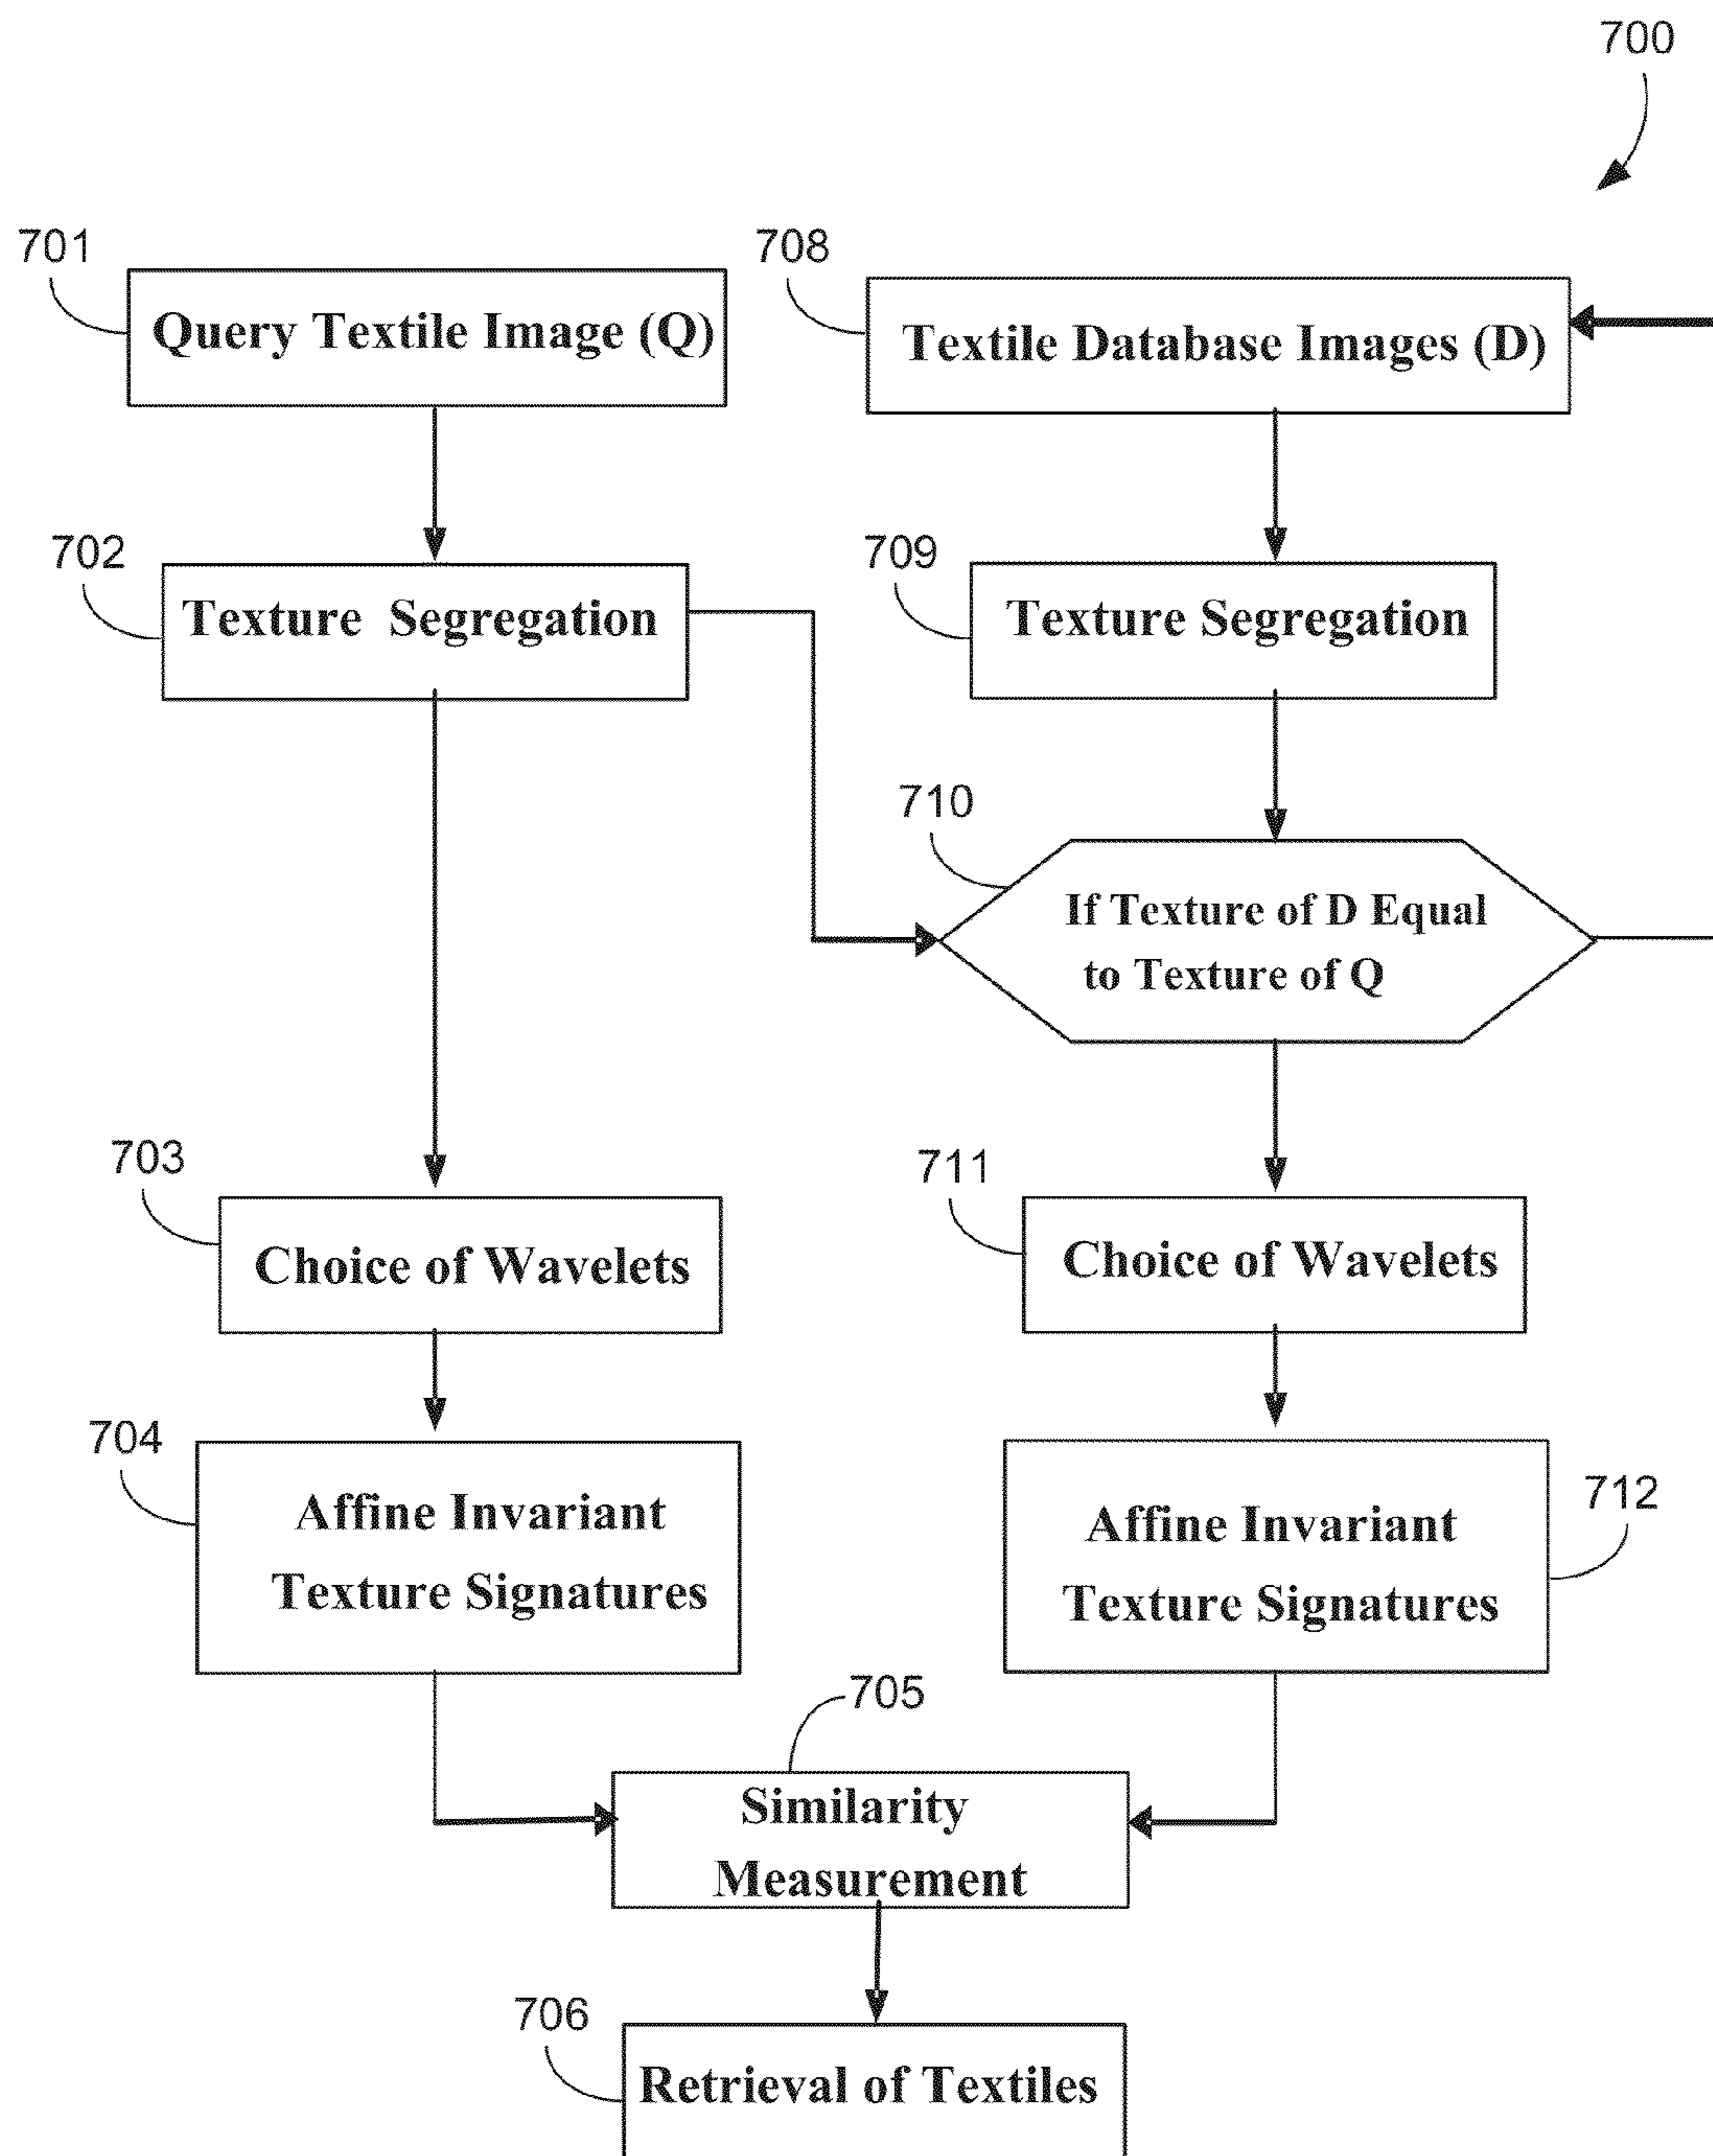 700
701
Query Textile Image (Q)
708
Textile Database Images (D)
702
Texture Segregation
709
Texture Segregation
710
If Texture of D Equal
to Texture of Q
703
Choice of Wavelets
711
Choice of Wavelets
704
Affine Invariant
Texture Signatures
712
Affine Invariant
Texture Signatures
705
Similarity
Measurement
706
Retrieval of Textiles